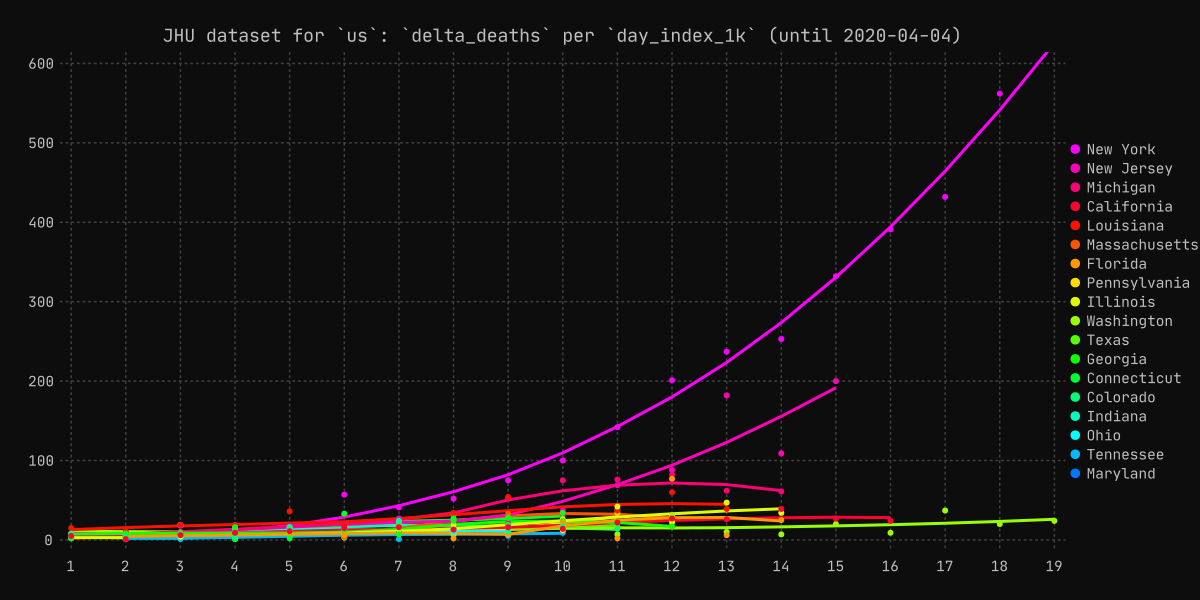 JHU dataset for `us`: `delta_deaths` per `day_index_1k` (until 2020-04-04)
600
500
400
300
200
100
0
1 2 3 4 5 6 7 8 9 10 11 12 13 14 15 16 17 18 19
New York
New Jersey
Michigan
California
Louisiana
Massachusetts
Florida
Pennsylvania
Illinois
Washington
Texas
Georgia
Connecticut
Colorado
Indiana
Ohio
Tennessee
Maryland